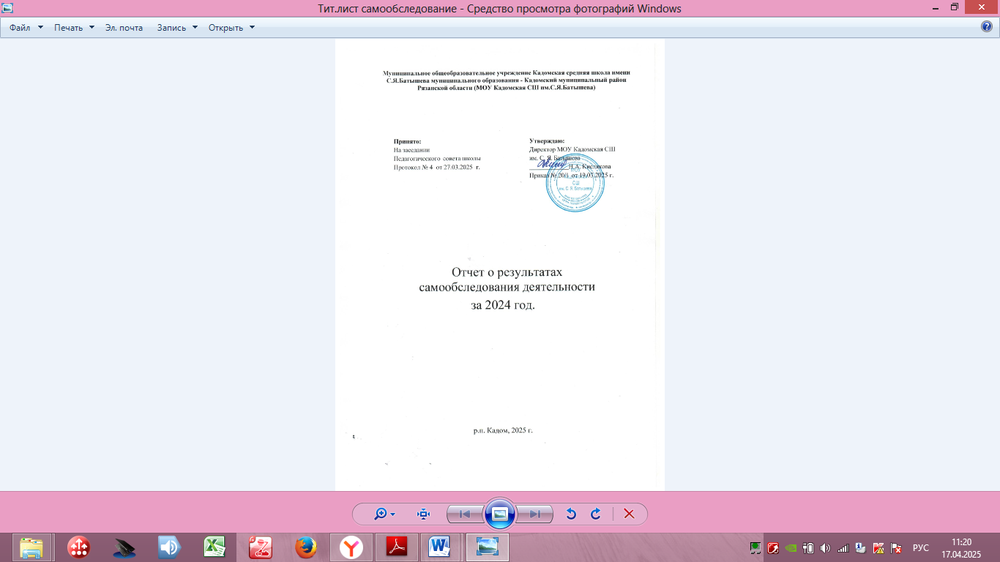 Тит.лист самообследование - Средство просмотра фотографий Windows
Файл Печать Эл. почта Запись Открыть
Муниципальное общеобразовательное учреждение Кадомская средняя школа имени
С.Я.Батышева муниципального образования - Кадомский муниципальный район
Рязанской области (МОУ Кадомская СШ им.С.Я.Батышева)
Принято:
На заседании
Педагогического совета школы
Протокол № 4 от 27.03.2025 г.
Утверждаю:
Директор МОУ Кадомская СШ
им. С. Я. Батышева
Н.А. Кислякова
Приказ № 20/1 от 19.03.2025 г.
МОУ
СШ
им. С. Я. Батышева
Отчет о результатах
самообследования деятельности
за 2024 год.
р.п. Кадом, 2025 г.
РУС
11:20
17.04.2025